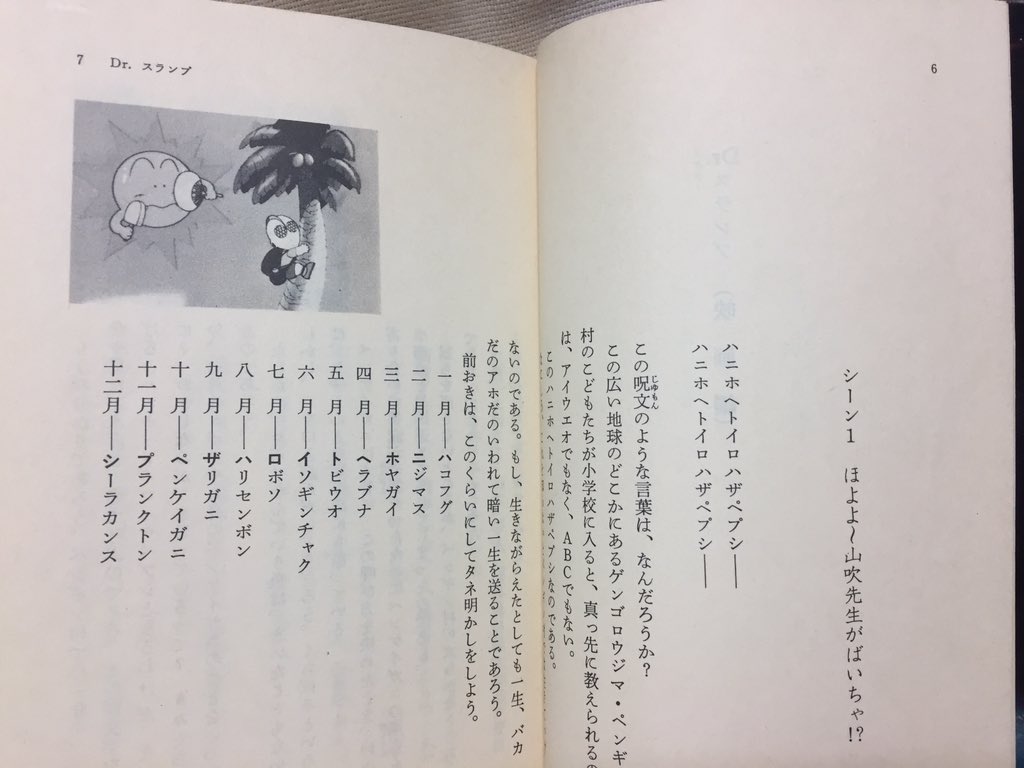 6
シーン1　ほよよ～山吹先生がばいちゃ!?
ハニホヘトイロハザペプシ――
ハニホヘトイロハザペプシ――
この呪文のような言葉は、なんだろうか？
じゅもん
この広い地球のどこかにあるゲンゴロウジマ・ペンギ
村のこどもたちが小学校に入ると、真っ先に教えられるの
は、アイウエオでもなく、ABCでもない。
このハニホヘトイロハザペプシなのである。
7　Dr. スランプ
ないのである。もし、生きながらえたとしても一生、バカ
だのアホだのいわれて暗い一生を送ることであろう。
前おきは、このくらいにしてタネ明かしをしよう。
一　月――ハコフグ
二　月――ニジマス
三　月――ホヤガイ
四　月――ヘラブナ
五　月――トビウオ
六　月――イソギンチャク
七　月――ロボソ
八　月――ハリセンボン
九　月――ザリガニ
十　月――ペンケイガニ
十一月――プランクトン
十二月――シーラカンス